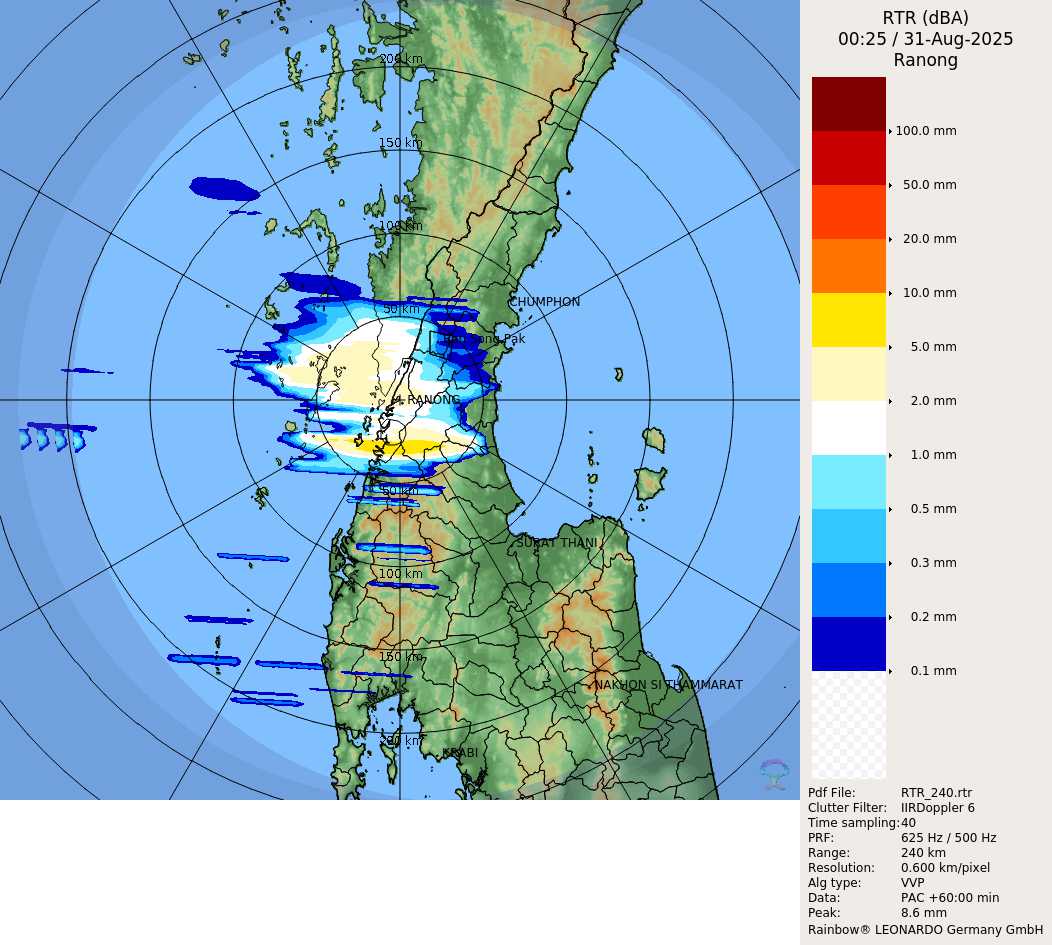 RTR (dBA)
00:25 / 31-Aug-2025
Ranong
200 km
150 km
100 km
50 km
CHUMPHON
RANONG
50 km
SURAT THANI
100 km
150 km
NAKHON SI THAMMARAT
200 km
KRABI
100.0 mm
50.0 mm
20.0 mm
10.0 mm
5.0 mm
2.0 mm
1.0 mm
0.5 mm
0.3 mm
0.2 mm
0.1 mm
Pdf File: RTR_240.rtr
Clutter Filter: IIRDoppler 6
Time sampling:40
PRF: 625 Hz / 500 Hz
Range: 240 km
Resolution: 0.600 km/pixel
Alg type: VVP
Data: PAC +60:00 min
Peak: 8.6 mm
Rainbow® LEONARDO Germany GmbH